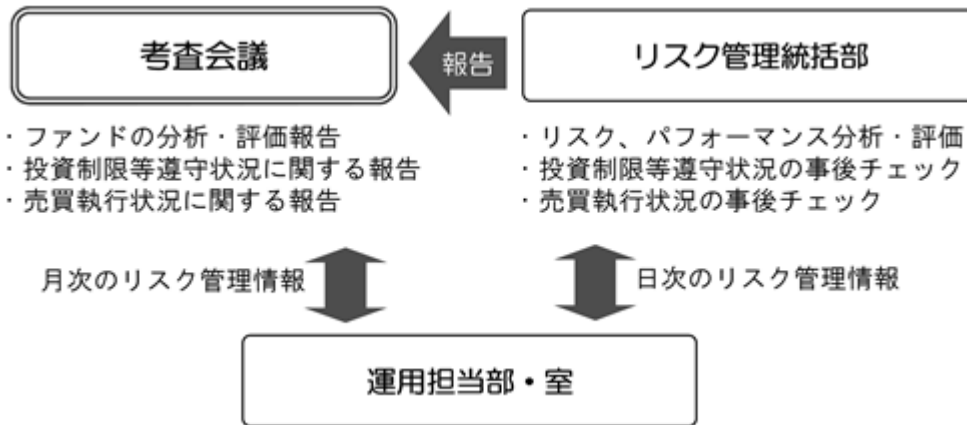 考査会議
報告
リスク管理統括部
・ファンドの分析・評価報告
・投資制限等遵守状況に関する報告
・売買執行状況に関する報告
・リスク、パフォーマンス分析・評価
・投資制限等遵守状況の事後チェック
・売買執行状況の事後チェック
月次のリスク管理情報
日次のリスク管理情報
運用担当部・室